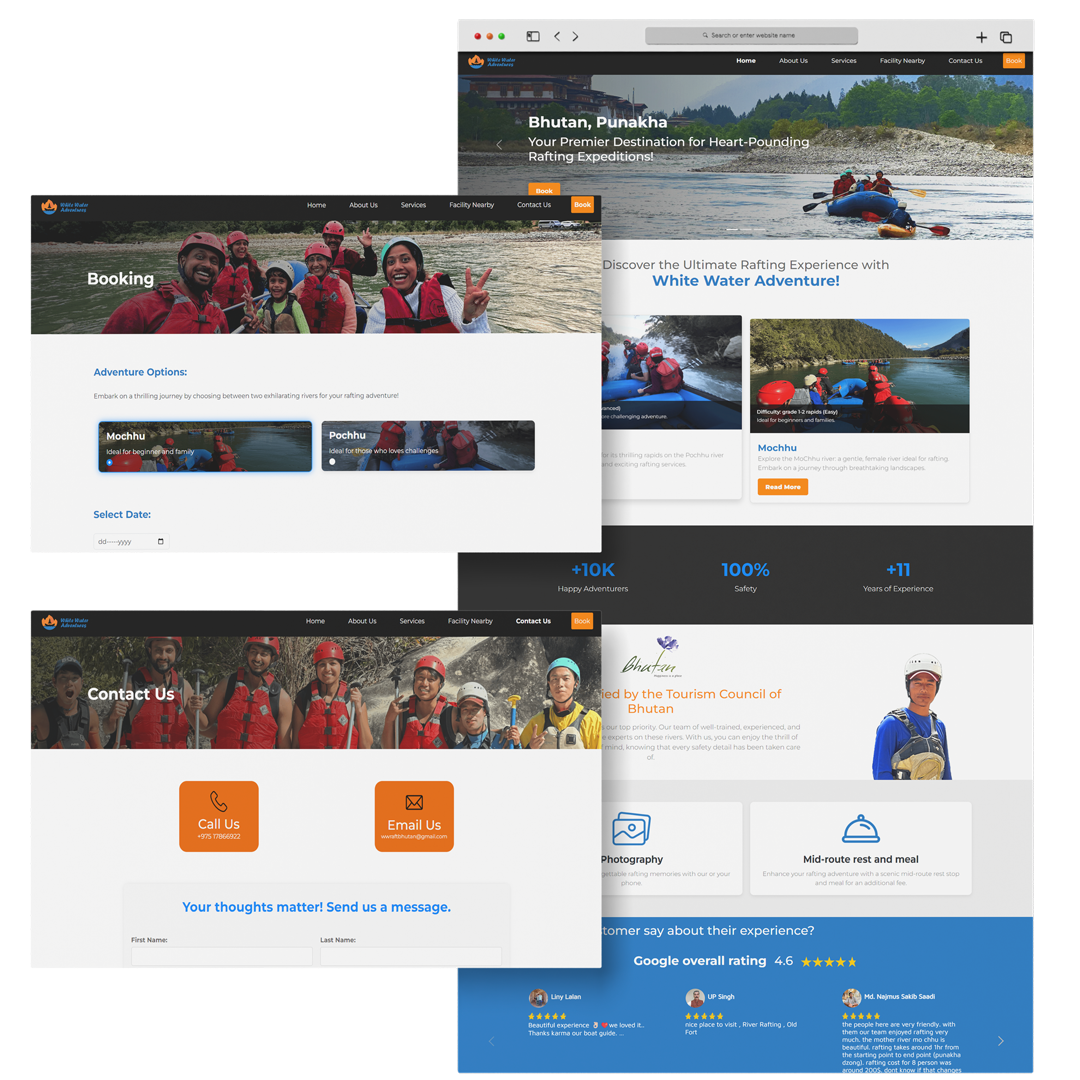 Search or enter website name
White Water
Adventures
Home
About Us
Services
Facility Nearby
Contact Us
Book
Bhutan, Punakha
Your Premier Destination for Heart-Pounding
Rafting Expeditions!
Book
Discover the Ultimate Rafting Experience with
White Water Adventure!
more challenging adventure.
for its thrilling rapids on the Pochhu river
and exciting rafting services.
Difficulty: grade 1-2 rapids (Easy)
Ideal for beginners and families.
Mochhu
Explore the MoChhu river: a gentle, female river ideal for rafting.
Embark on a journey through breathtaking landscapes.
Read More
+10K
Happy Adventurers
100%
Safety
+11
Years of Experience
Bhutan
Happiness is a place
ied by the Tourism Council of
Bhutan
our top priority. Our team of well-trained, experienced, and
experts on these rivers. With us, you can enjoy the thrill of
mind, knowing that every safety detail has been taken care
of.
Photography
gettable rafting memories with our or your
phone.
Mid-route rest and meal
Enhance your rafting adventure with a scenic mid-route rest stop
and meal for an additional fee.
tomer say about their experience?
Google overall rating 4.6
Liny Lalan
Beautiful experience ✌🏻❤️we loved it..
Thanks karma our boat guide. ...
UP Singh
nice place to visit , River Rafting , Old
Fort
Md. Najmus Sakib Saadi
the people here are very friendly. with
them our team enjoyed rafting very
much. the mother river mo chhu is
beautiful. rafting takes around 1hr from
the starting point to end point (punakha
dzong). rafting cost for 8 person was
around 200$. dont know if that changes
White Water
Adventures
Home
About Us
Services
Facility Nearby
Contact Us
Book
Booking
Adventure Options:
Embark on a thrilling journey by choosing between two exhilarating rivers for your rafting adventure!
Mochhu
Ideal for beginner and family
Pochhu
Ideal for those who loves challenges
Select Date:
dd----yyyy
White Water
Adventures
Home
About Us
Services
Facility Nearby
Contact Us
Book
Contact Us
Call Us
+975 17866922
Email Us
wwraftbhutan@gmail.com
Your thoughts matter! Send us a message.
First Name:
Last Name: